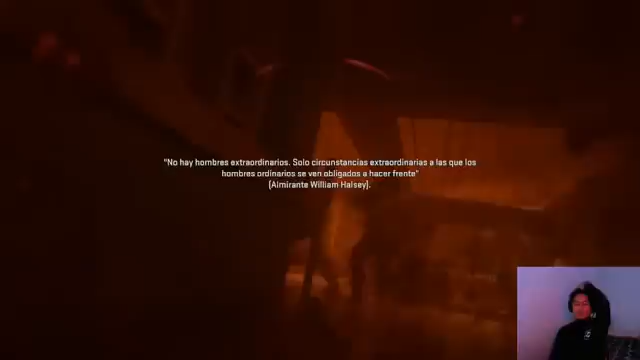 "No hay hombres extraordinarios. Solo circunstancias extraordinarias a las que los
hombres ordinarios se ven obligados a hacer frente"
(Almirante William Halsey).